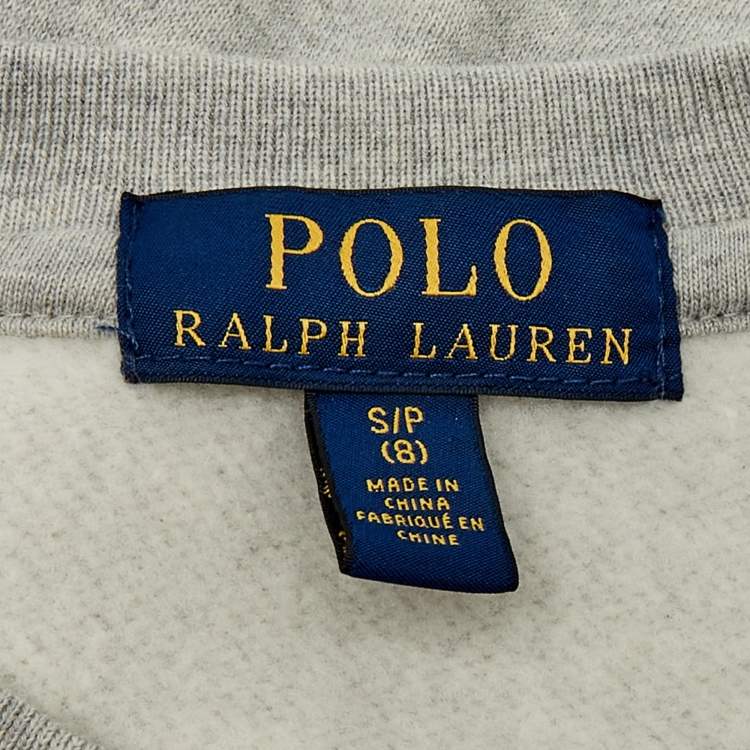 POLO
RALPH LAUREN
S/P
(8)
MADE IN
CHINA
FABRIQUÉ EN
CHINE